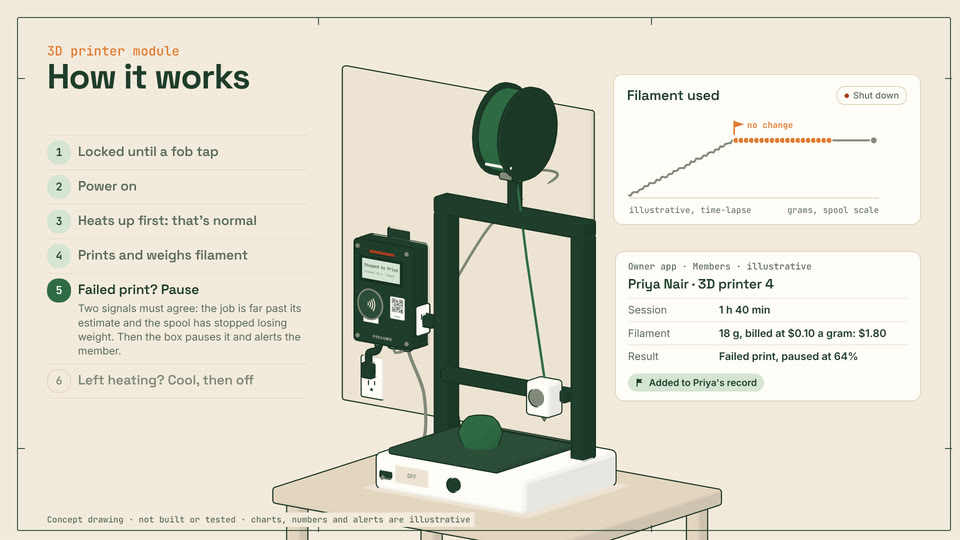 3D printer module
How it works
1 Locked until a fob tap
2 Power on
3 Heats up first: that's normal
4 Prints and weighs filament
5 Failed print? Pause
Two signals must agree: the job is far past its
estimate and the spool has stopped losing
weight. Then the box pauses it and alerts the
member.
6 Left heating? Cool, then off
Stopped by Priya
OFF
Filament used
Shut down
no change
illustrative, time-lapse
grams, spool scale
Owner app · Members · illustrative
Priya Nair · 3D printer 4
Session 1 h 40 min
Filament 18 g, billed at $0.10 a gram: $1.80
Result Failed print, paused at 64%
Added to Priya's record
Concept drawing · not built or tested · charts, numbers and alerts are illustrative